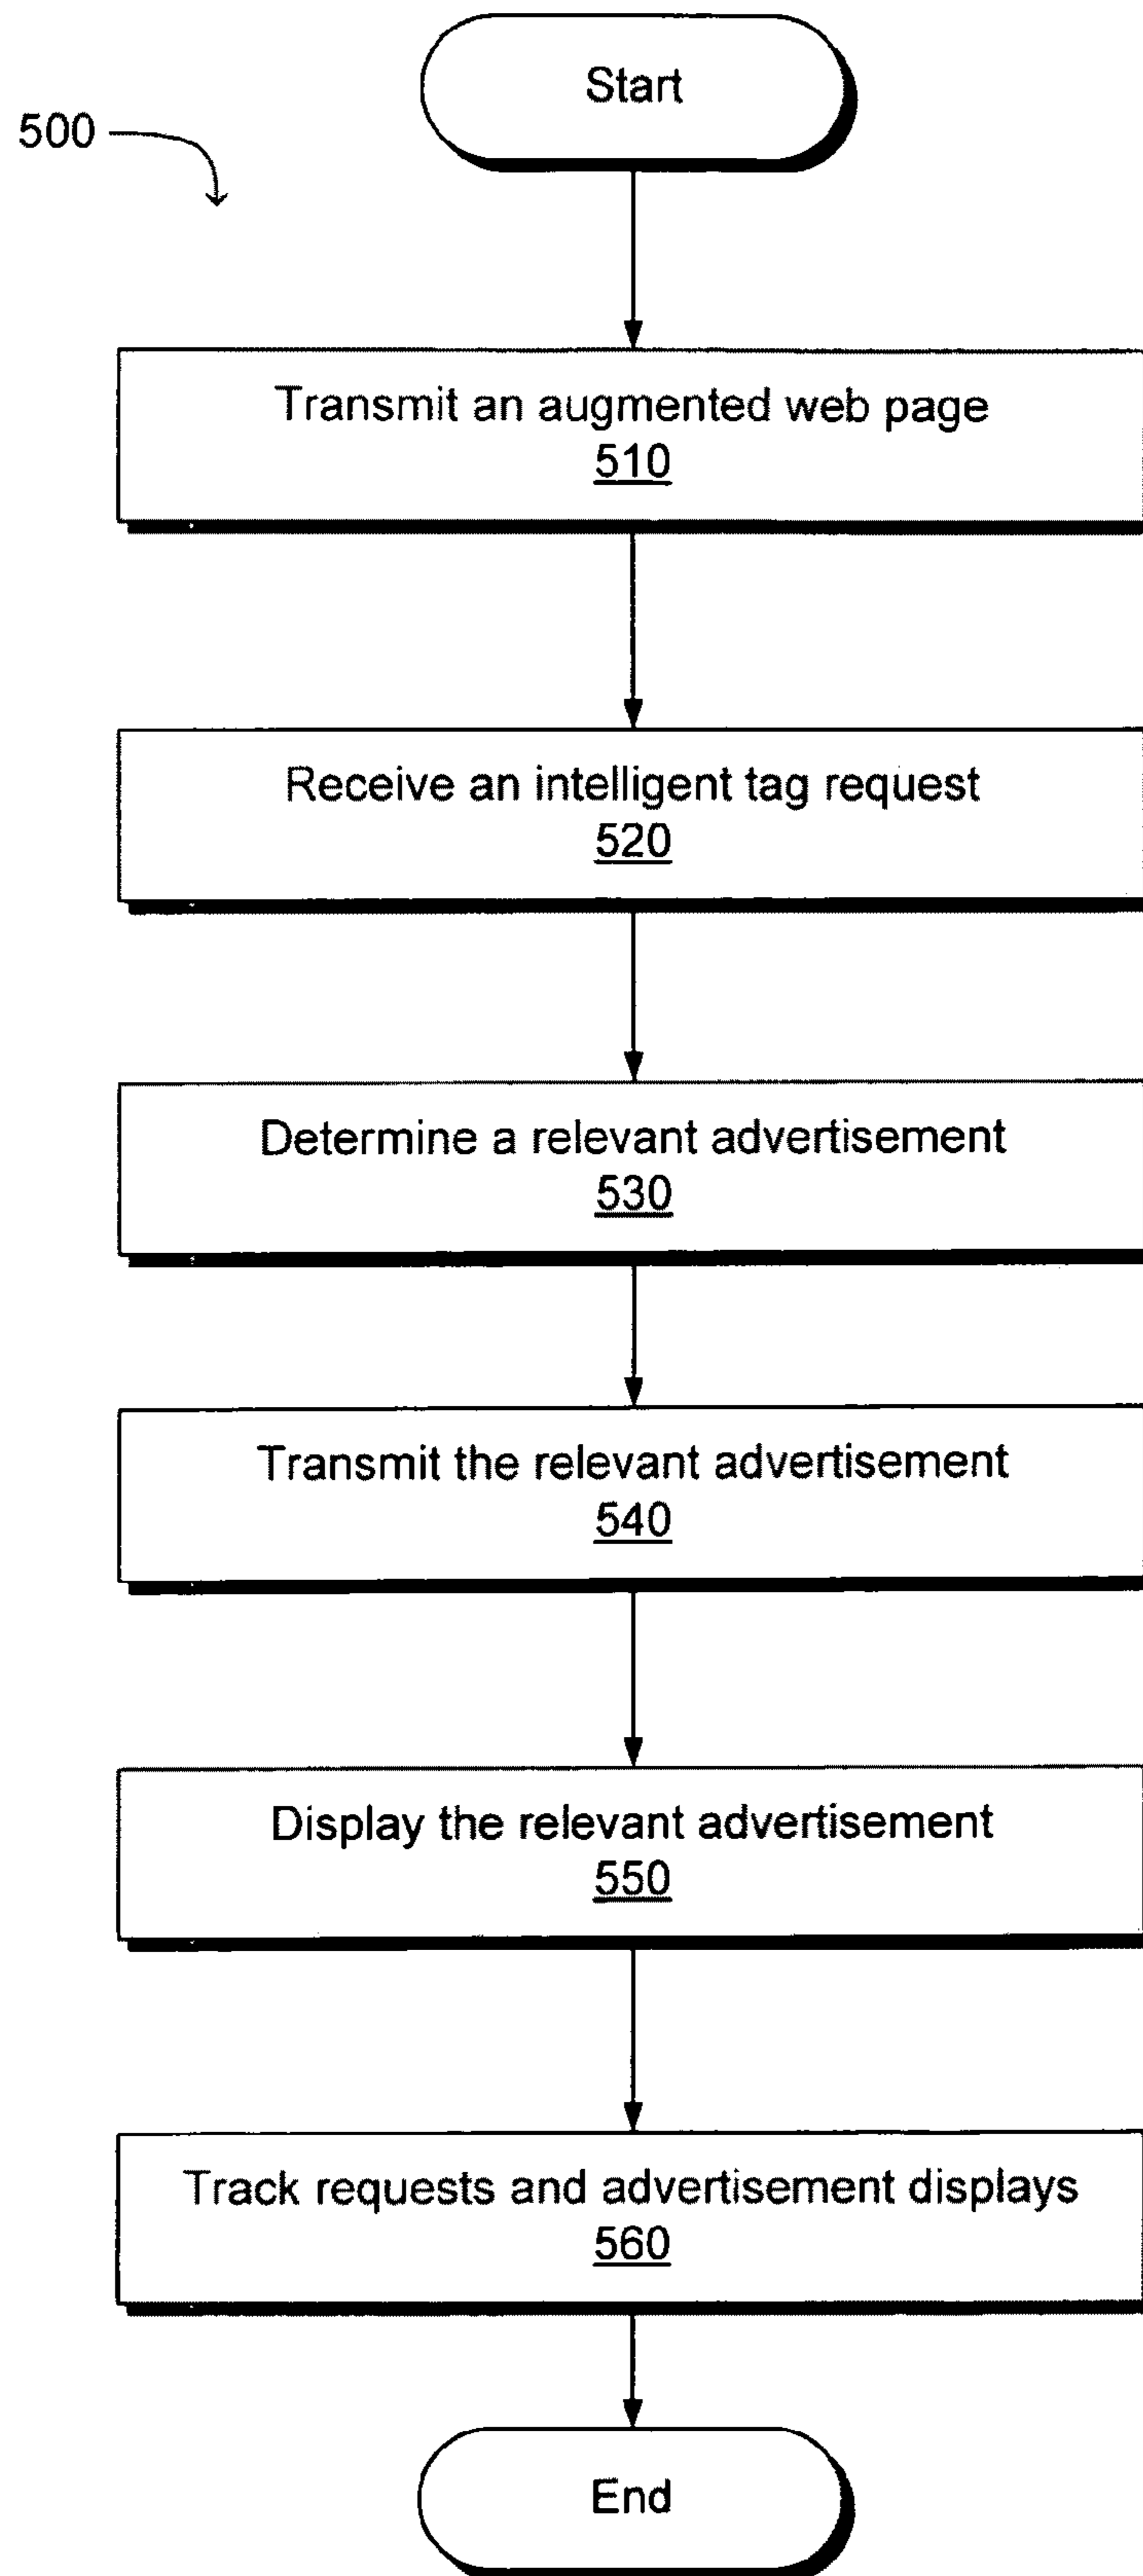 Start
500
Transmit an augmented web page
510
Receive an intelligent tag request
520
Determine a relevant advertisement
530
Transmit the relevant advertisement
540
Display the relevant advertisement
550
Track requests and advertisement displays
560
End